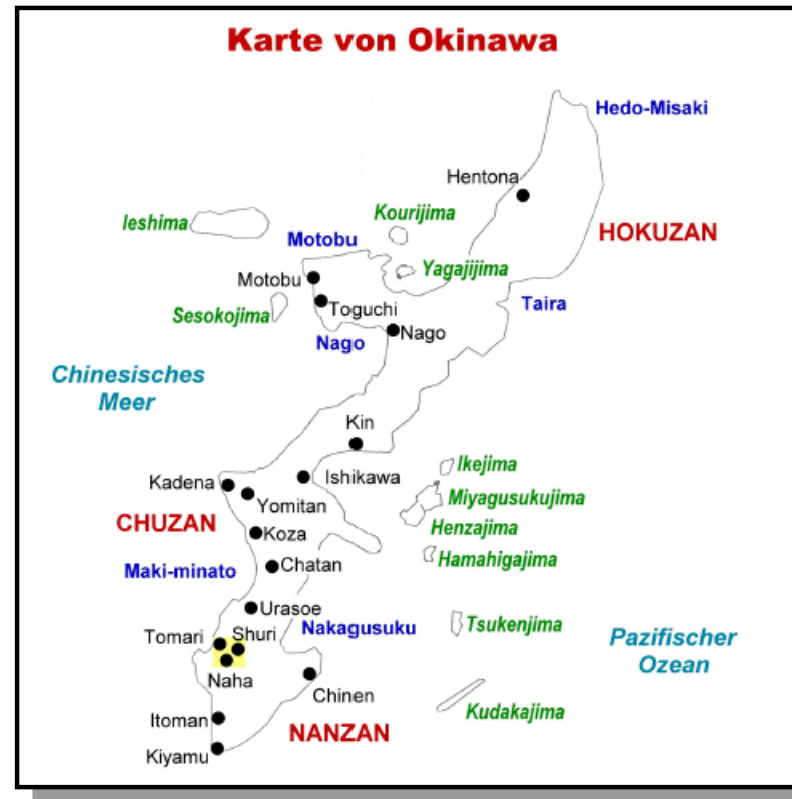 Karte von Okinawa
Hedo-Misaki
Hentona
Ieshima
Kourijima
HOKUZAN
Motobu
Yagajijima
Motobu
Sesokojima
Toguchi
Taira
Nago
Nago
Chinesisches
Meer
Kin
Ikejima
Kadena
Ishikawa
Yomitan
Miyagusukujima
CHUZAN
Henzajima
Koza
Hamahigajima
Maki-minato
Chatan
Urasoe
Tomari
Shuri
Nakagusuku
Tsukenjima
Pazifischer
Ozean
Naha
Chinen
Kudakajima
Itoman
NANZAN
Kiyamu